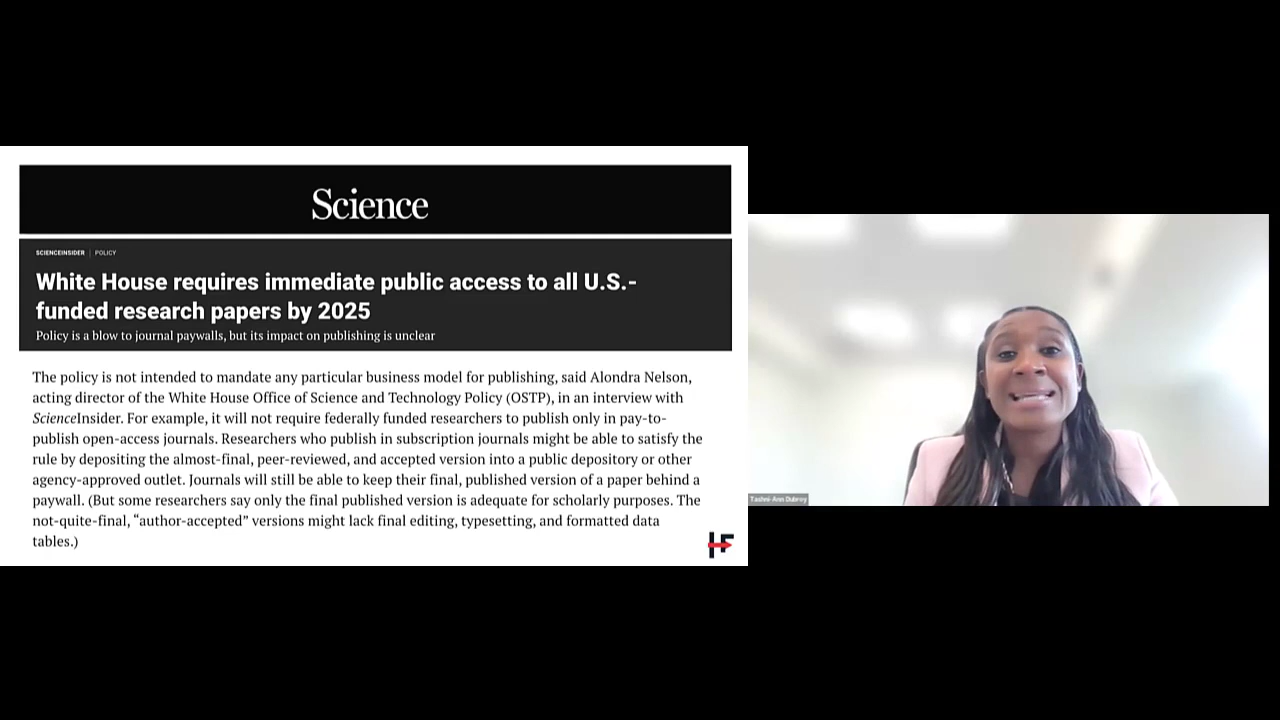 Science
SCIENCEINSIDER | POLICY
White House requires immediate public access to all U.S.-
funded research papers by 2025
Policy is a blow to journal paywalls, but its impact on publishing is unclear
The policy is not intended to mandate any particular business model for publishing, said Alondra Nelson,
acting director of the White House Office of Science and Technology Policy (OSTP), in an interview with
ScienceInsider. For example, it will not require federally funded researchers to publish only in pay-to-
publish open-access journals. Researchers who publish in subscription journals might be able to satisfy the
rule by depositing the almost-final, peer-reviewed, and accepted version into a public depository or other
agency-approved outlet. Journals will still be able to keep their final, published version of a paper behind a
paywall. (But some researchers say only the final published version is adequate for scholarly purposes. The
not-quite-final, “author-accepted” versions might lack final editing, typesetting, and formatted data
tables.)
HF
Tashni-Ann Dubroy